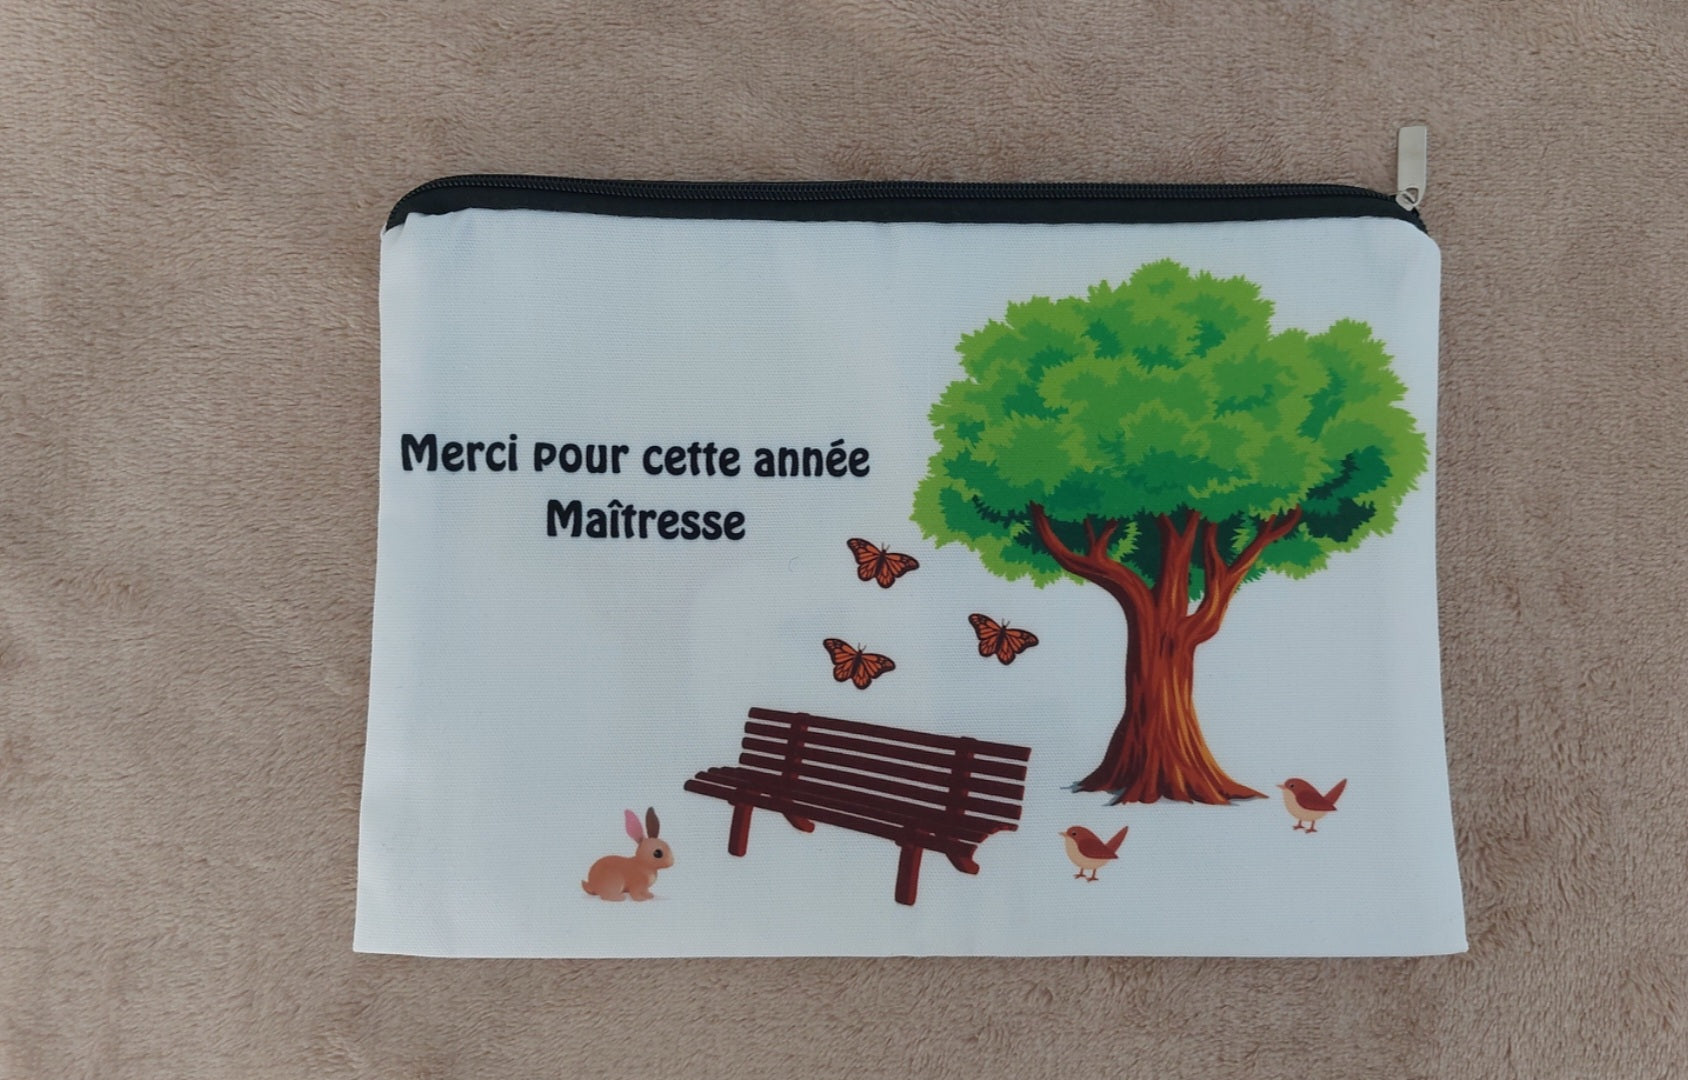 Merci pour cette année
Maîtresse